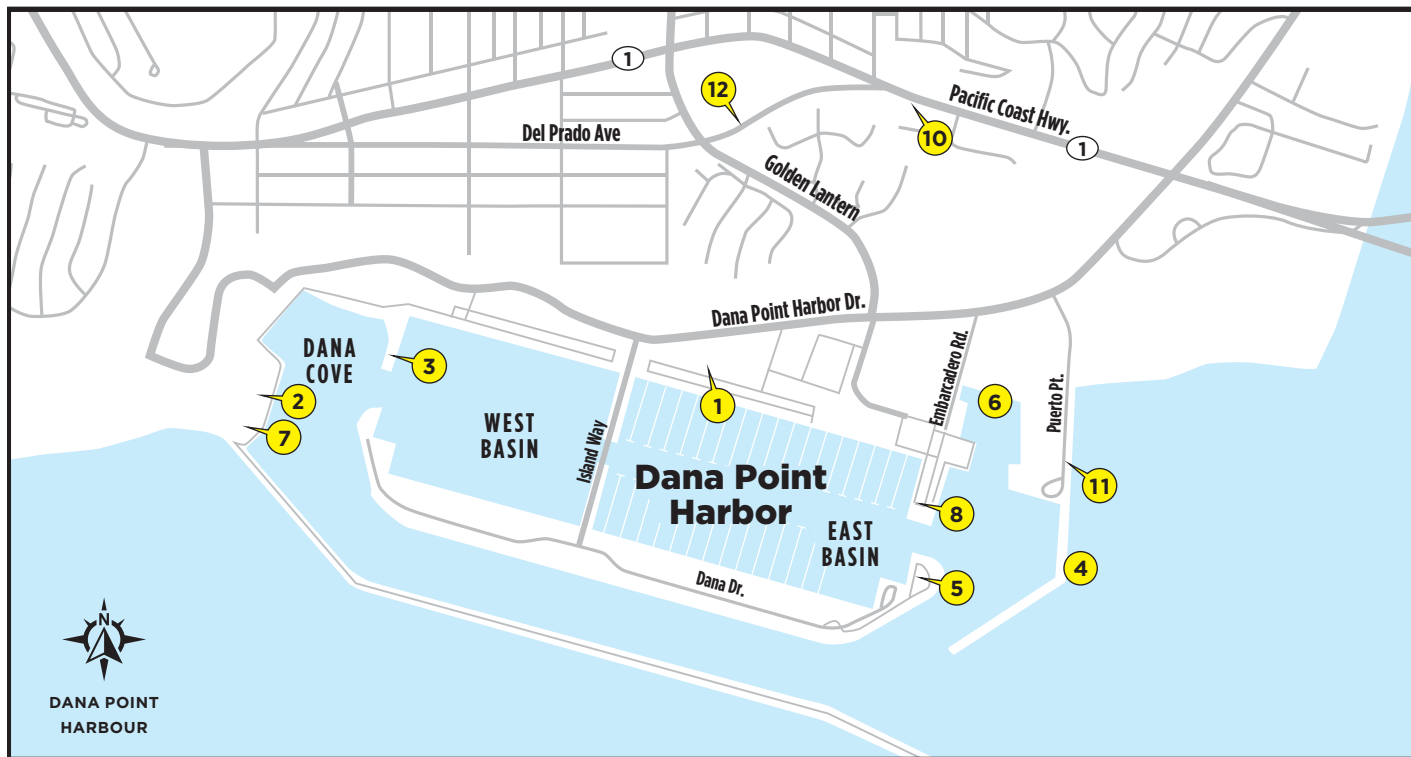 1
12
Pacific Coast Hwy.
10
Del Prado Ave
1
Golden Lantern
Dana Point Harbor Dr.
DANA
COVE
3
Embarcadero Rd.
6
Puerto Pt.
2
1
7
WEST
BASIN
Island Way
Dana Point
Harbor
11
8
EAST
BASIN
4
Dana Dr.
5
N
DANA POINT
HARBOUR